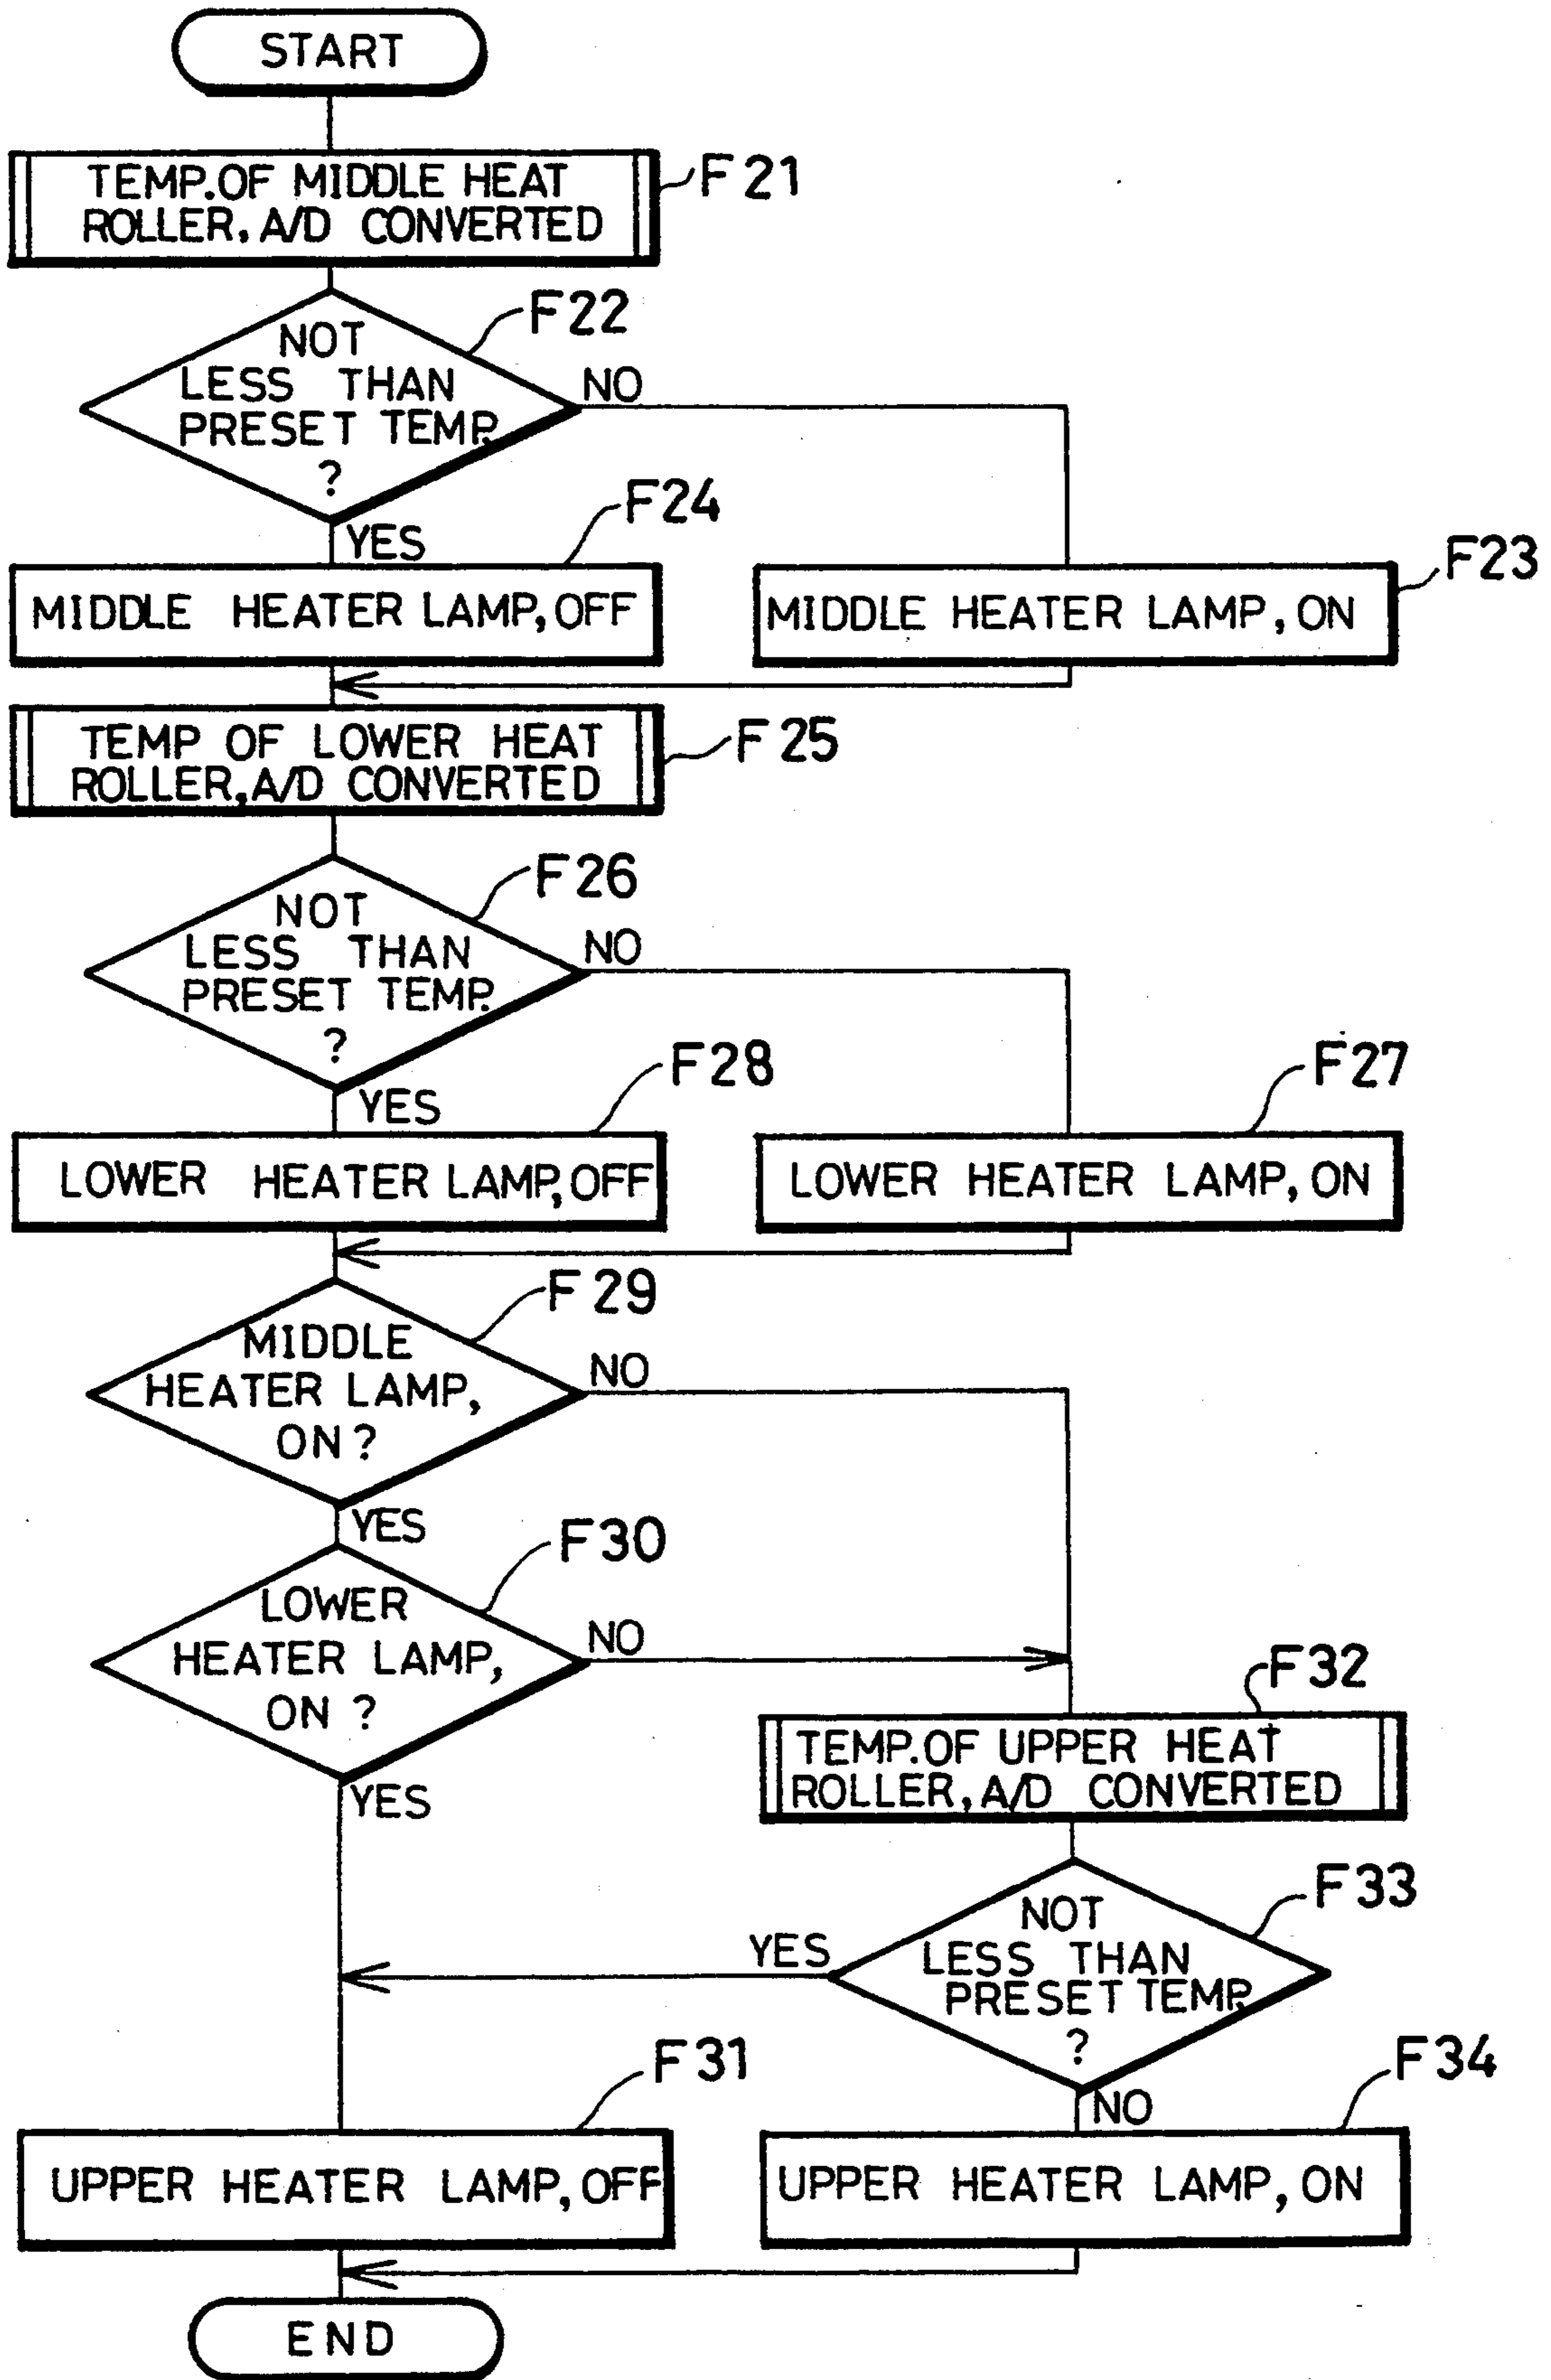 START
TEMP. OF MIDDLE HEAT
ROLLER, A/D CONVERTED
F21
NOT
LESS THAN
PRESET TEMP.
?
F22
NO
YES
F24
MIDDLE HEATER LAMP, OFF
F23
MIDDLE HEATER LAMP, ON
TEMP OF LOWER HEAT
ROLLER, A/D CONVERTED
F25
NOT
LESS THAN
PRESET TEMP.
?
F26
NO
YES
F28
LOWER HEATER LAMP, OFF
F27
LOWER HEATER LAMP, ON
F29
MIDDLE
HEATER LAMP,
ON?
NO
YES
F30
LOWER
HEATER LAMP,
ON ?
NO
YES
F32
TEMP. OF UPPER HEAT
ROLLER, A/D CONVERTED
F33
NOT
LESS THAN
PRESET TEMP.
?
YES
NO
F31
UPPER HEATER LAMP, OFF
F34
UPPER HEATER LAMP, ON
END